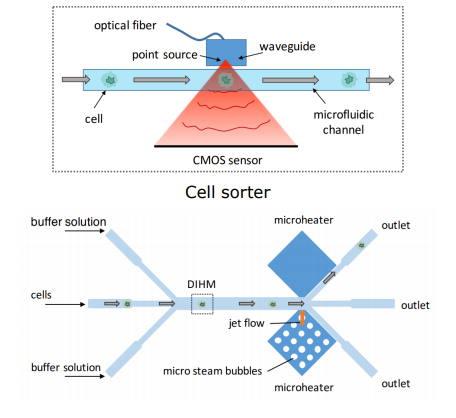 optical fiber
point source
waveguide
cell
microfluidic
channel
CMOS sensor
Cell sorter
buffer solution
microheater
outlet
DIHM
cells
outlet
jet flow
buffer solution
micro steam bubbles
microheater
outlet